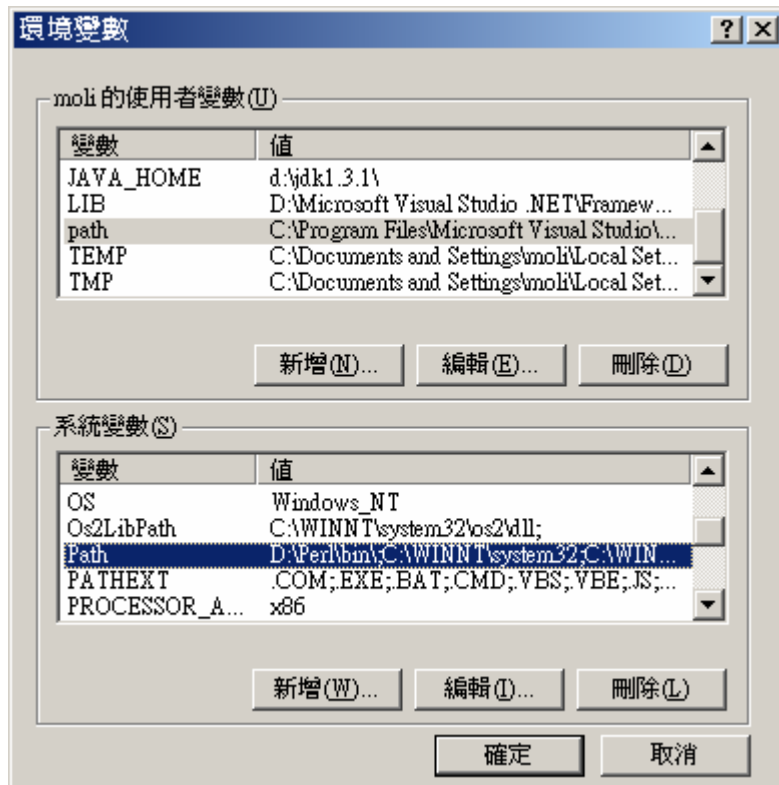 環境變數
moli 的使用者變數(U)
變數 值
JAVA_HOME d:\jdk1.3.1\
LIB D:\Microsoft Visual Studio .NET\Framew...
path C:\Program Files\Microsoft Visual Studio\...
TEMP C:\Documents and Settings\moli\Local Set...
TMP C:\Documents and Settings\moli\Local Set...
新增(N)... 編輯(E)... 刪除(D)
系統變數(S)
變數 值
OS Windows_NT
Os2LibPath C:\WINNT\system32\os2\dll;
Path D:\Perl\bin\;C:\WINNT\system32;C:\WIN...
PATHEXT .COM;.EXE;.BAT;.CMD;.VBS;.VBE;.JS;...
PROCESSOR_A... x86
新增(W)... 編輯(I)... 刪除(L)
確定 取消